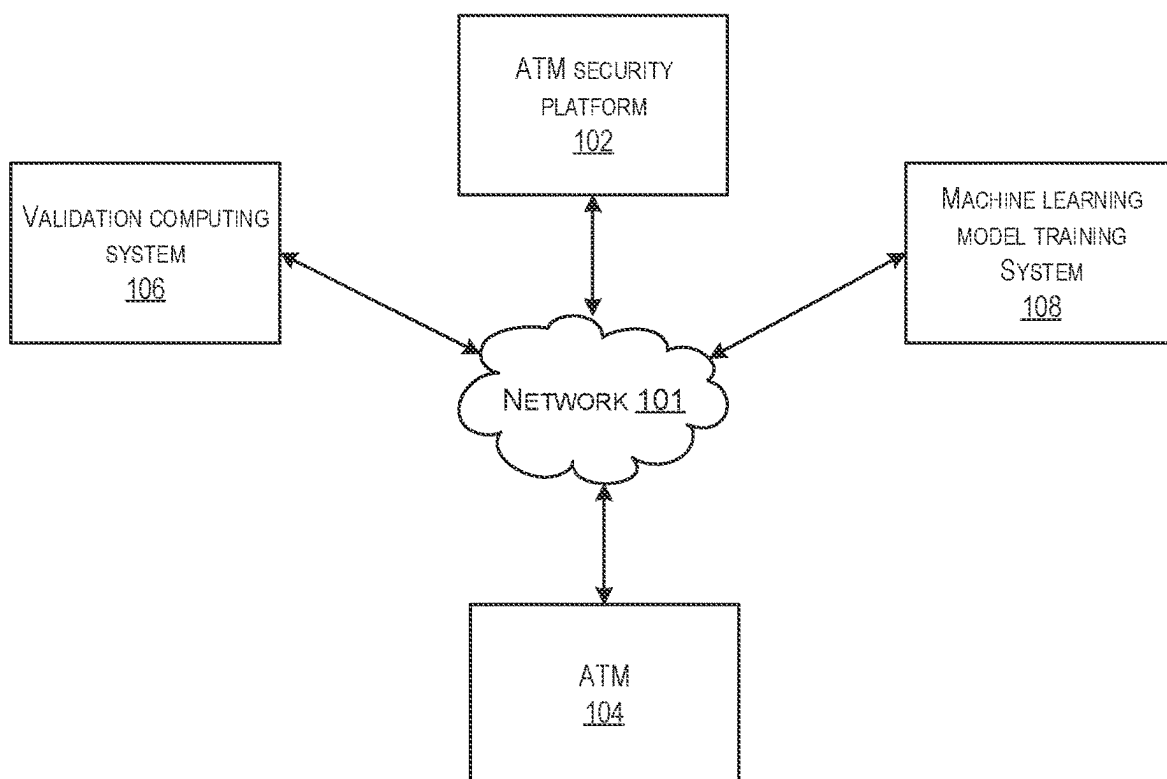 ATM SECURITY
PLATFORM
102
VALIDATION COMPUTING
SYSTEM
106
MACHINE LEARNING
MODEL TRAINING
SYSTEM
108
NETWORK 101
ATM
104